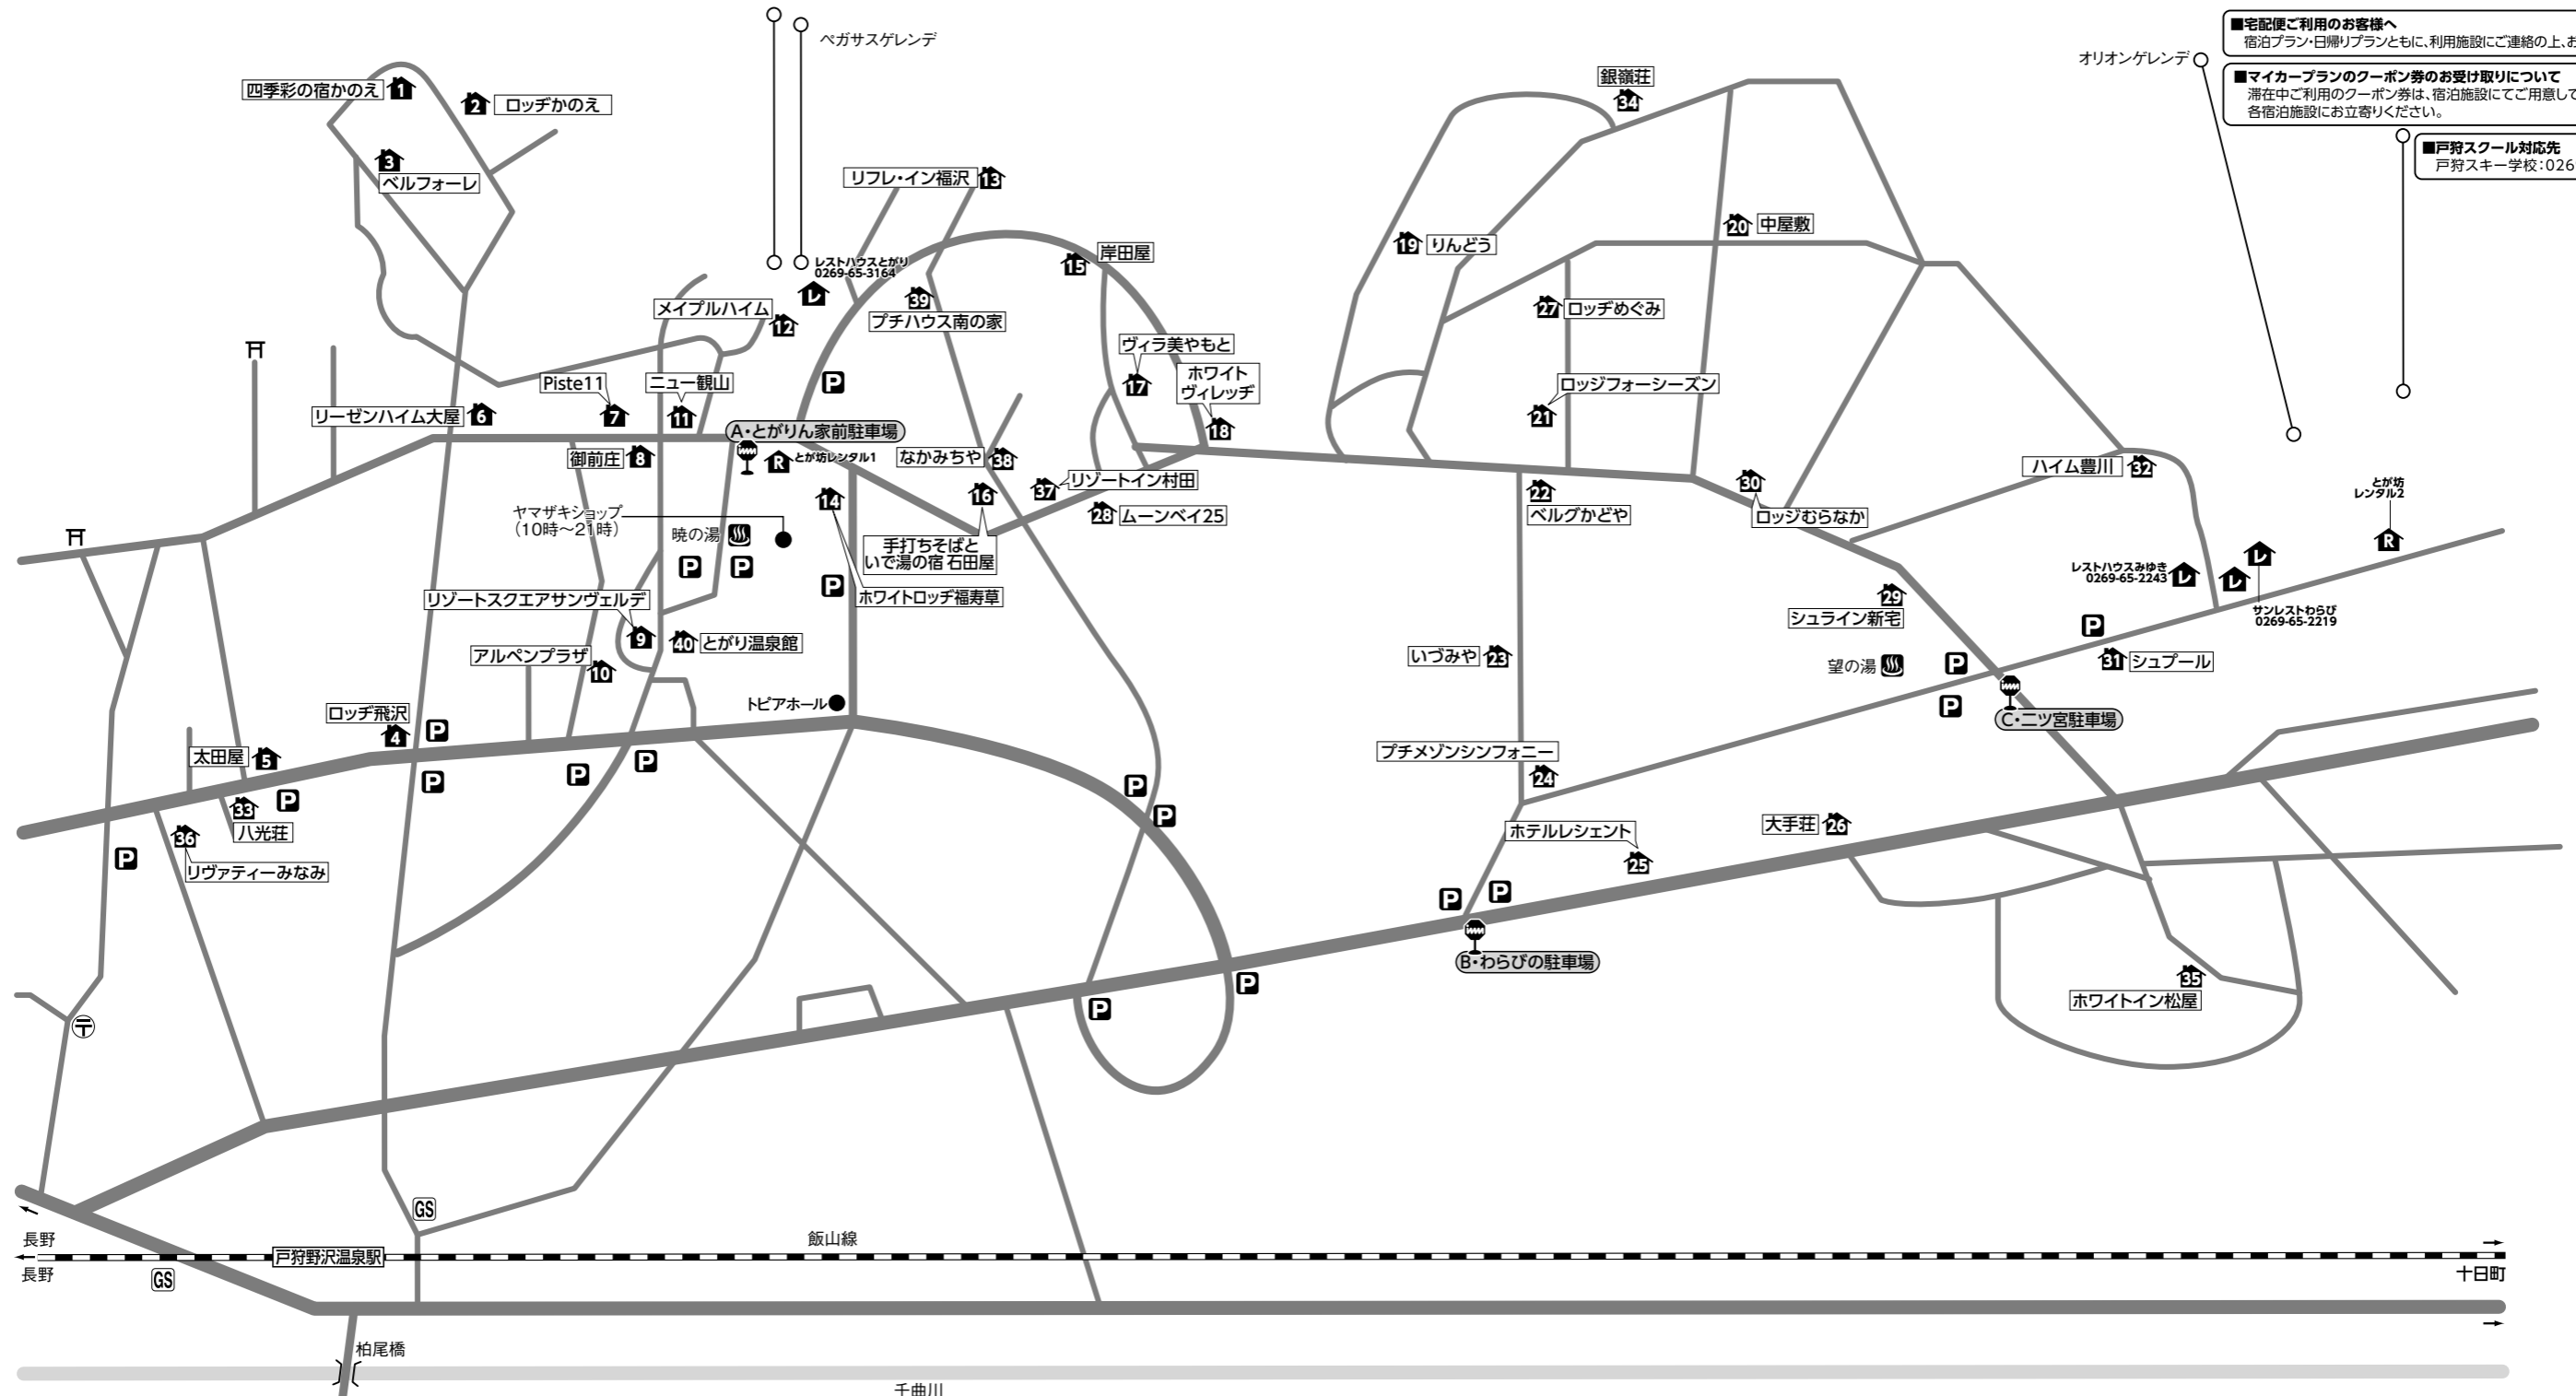 ■宅配便ご利用のお客様へ
宿泊プラン・日帰りプランともに、利用施設にご連絡の上、お
■マイカープランのクーポン券のお受け取りについて
滞在中ご利用のクーポン券は、宿泊施設にてご用意して
各宿泊施設にお立寄りください。
■戸狩スクール対応先
戸狩スキー学校:026
ペガサスゲレンデ
オリオンゲレンデ
四季彩の宿かのえ 1
2 ロッヂかのえ
3
ベルフォーレ
銀嶺荘
34
リフレ・イン福沢 13
レストハウスとがり
0269-65-3164
レ
15 岸田屋
19 りんどう
20 中屋敷
メイプルハイム 12
39
プチハウス南の家
27 ロッヂめぐみ
ヴィラ美やもと
17
ホワイト
ヴィレッヂ
18
Piste11
7
ニュー観山
11
ロッジフォーシーズン
21
リーゼンハイム大屋 6
A・とがりん家前駐車場
P
御前庄 8
R とが坊レンタル1
なかみちや 38
37 リゾートイン村田
28 ムーンベイ25
22
ベルグかどや
30
ロッジむらなか
ハイム豊川 32
とが坊
レンタル2
R
ヤマザキショップ
(10時〜21時)
暁の湯
P P
14
16
手打ちそばと
いで湯の宿 石田屋
ホワイトロッヂ福寿草
P
レストハウスみゆき
0269-65-2243
レ
レ
レ
サンレストわらび
0269-65-2219
リゾートスクエアサンヴェルデ
9
40 とがり温泉館
アルペンプラザ 10
29
シュライン新宅
いづみや 23
望の湯
P
P
P
31 シュプール
C・二ツ宮駐車場
トピアホール
ロッヂ飛沢
4
P
P
P
P
太田屋 5
33
八光荘
P
36
リヴァティーみなみ
P
プチメゾンシンフォニー
24
P
P
ホテルレシェント
25
大手荘 26
P P
B・わらびの駐車場
P
P
35
ホワイトイン松屋
〒
GS
長野
長野
戸狩野沢温泉駅
飯山線
十日町
GS
柏尾橋
千曲川